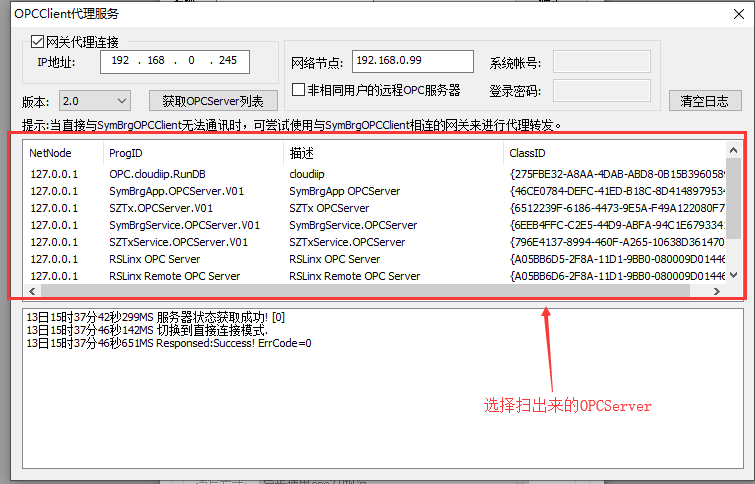 OPCClient代理服务
网关代理连接
IP地址: 192 . 168 . 0 . 245
网络节点: 192.168.0.99
系统帐号:
非相同用户的远程OPC服务器
登录密码:
版本: 2.0
获取OPCServer列表
清空日志
提示:当直接与SymBrgOPCClient无法通讯时,可尝试使用与SymBrgOPCClient相连的网关来进行代理转发。
NetNode ProgID 描述 ClassID
127.0.0.1 OPC.cloudiip.RunDB cloudiip {275FBE32-A8AA-4DAB-ABD8-0B15B396058
127.0.0.1 SymBrgApp.OPCServer.V01 SymBrgApp OPCServer {46CE0784-DEFC-41ED-B18C-8D414897953
127.0.0.1 SZTx.OPCServer.V01 SZTx OPCServer {6512239F-6186-4473-9E5A-F49A122080F7
127.0.0.1 SymBrgService.OPCServer.V01 SymBrgService.OPCServer {6EEB4FFC-C2E5-44D9-ABFA-94C1E679334
127.0.0.1 SZTxService.OPCServer.V01 SZTxService.OPCServer {796E4137-8994-460F-A265-10638D361470
127.0.0.1 RSLinx OPC Server RSLinx OPC Server {A05BB6D5-2F8A-11D1-9BB0-080009D01446
127.0.0.1 RSLinx Remote OPC Server RSLinx Remote OPC Server {A05BB6D6-2F8A-11D1-9BB0-080009D01446
13日15时37分42秒299MS 服务器状态获取成功! [0]
13日15时37分46秒142MS 切换到直接连接模式.
13日15时37分46秒651MS Responsed:Success! ErrCode=0
选择扫出来的OPCServer